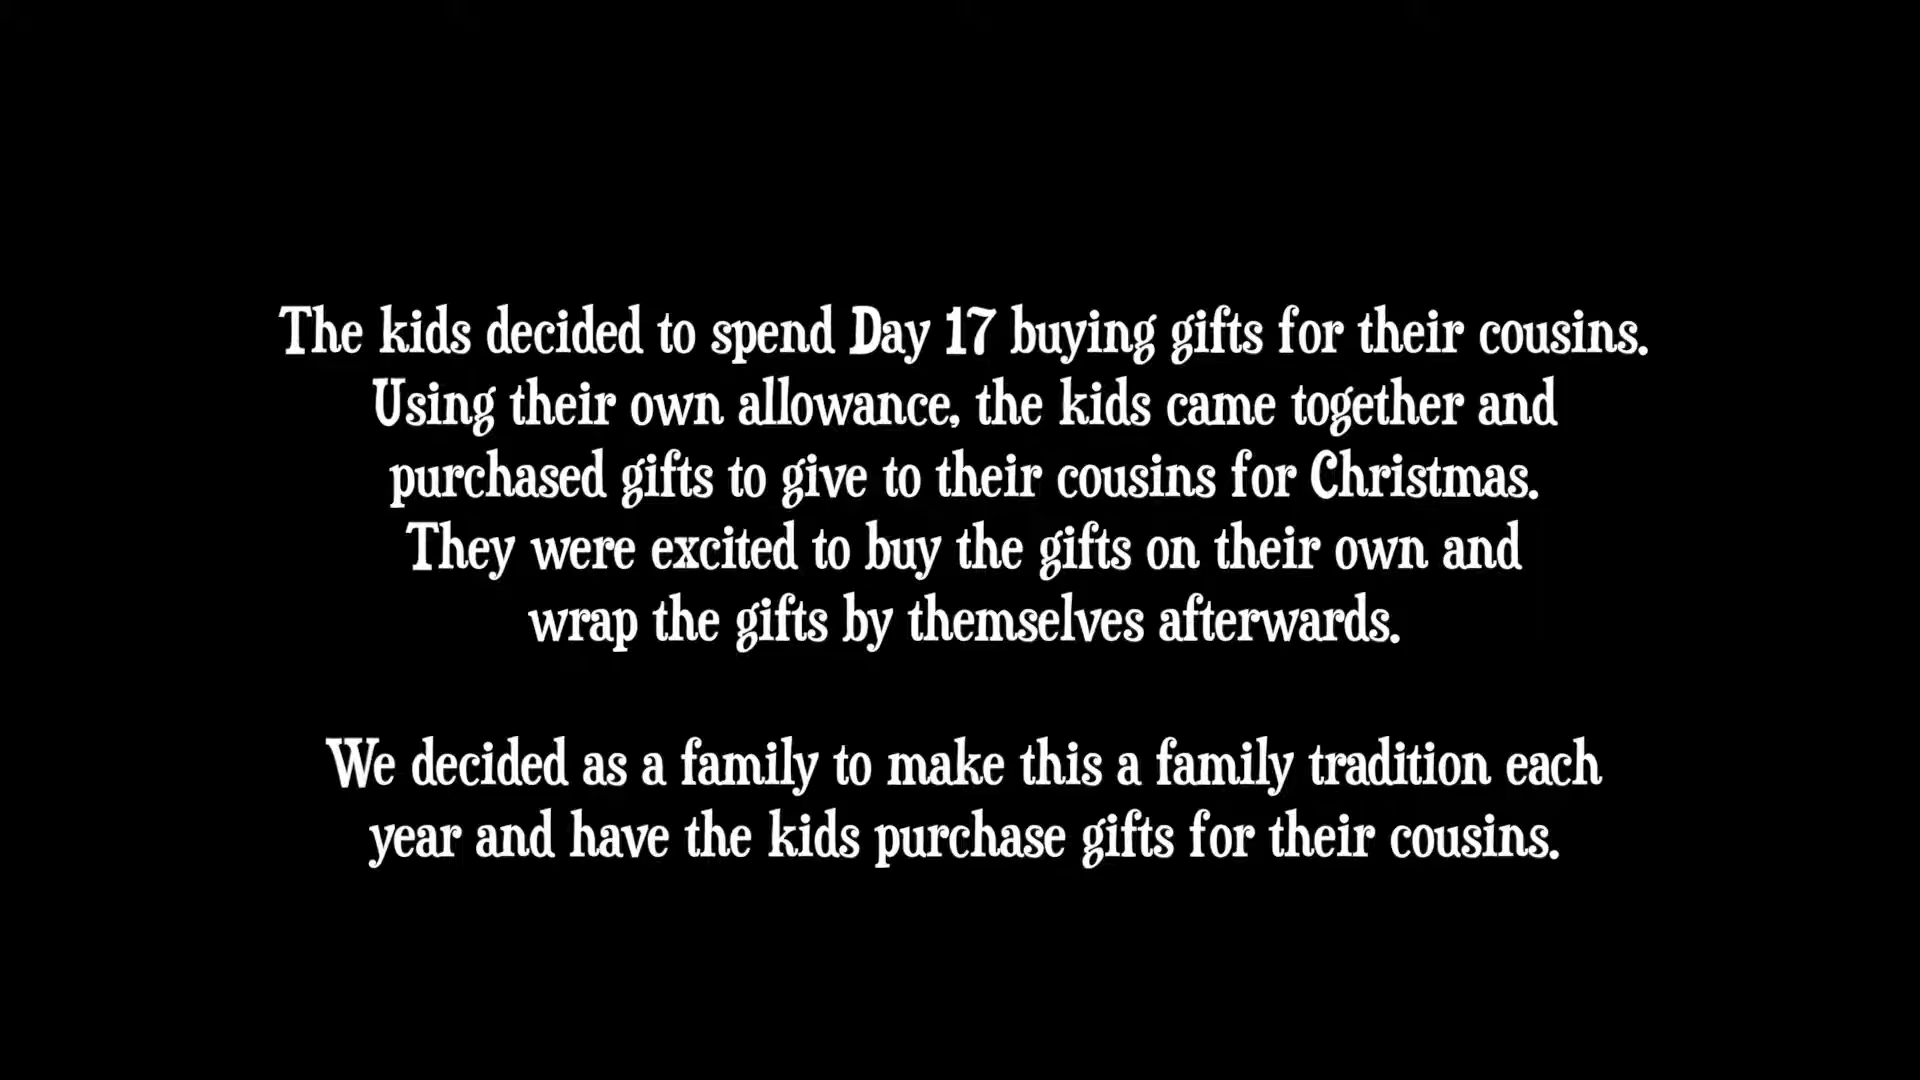 The kids decided to spend Day 17 buying gifts for their cousins.
Using their own allowance, the kids came together and
purchased gifts to give to their cousins for Christmas.
They were excited to buy the gifts on their own and
wrap the gifts by themselves afterwards.
We decided as a family to make this a family tradition each
year and have the kids purchase gifts for their cousins.